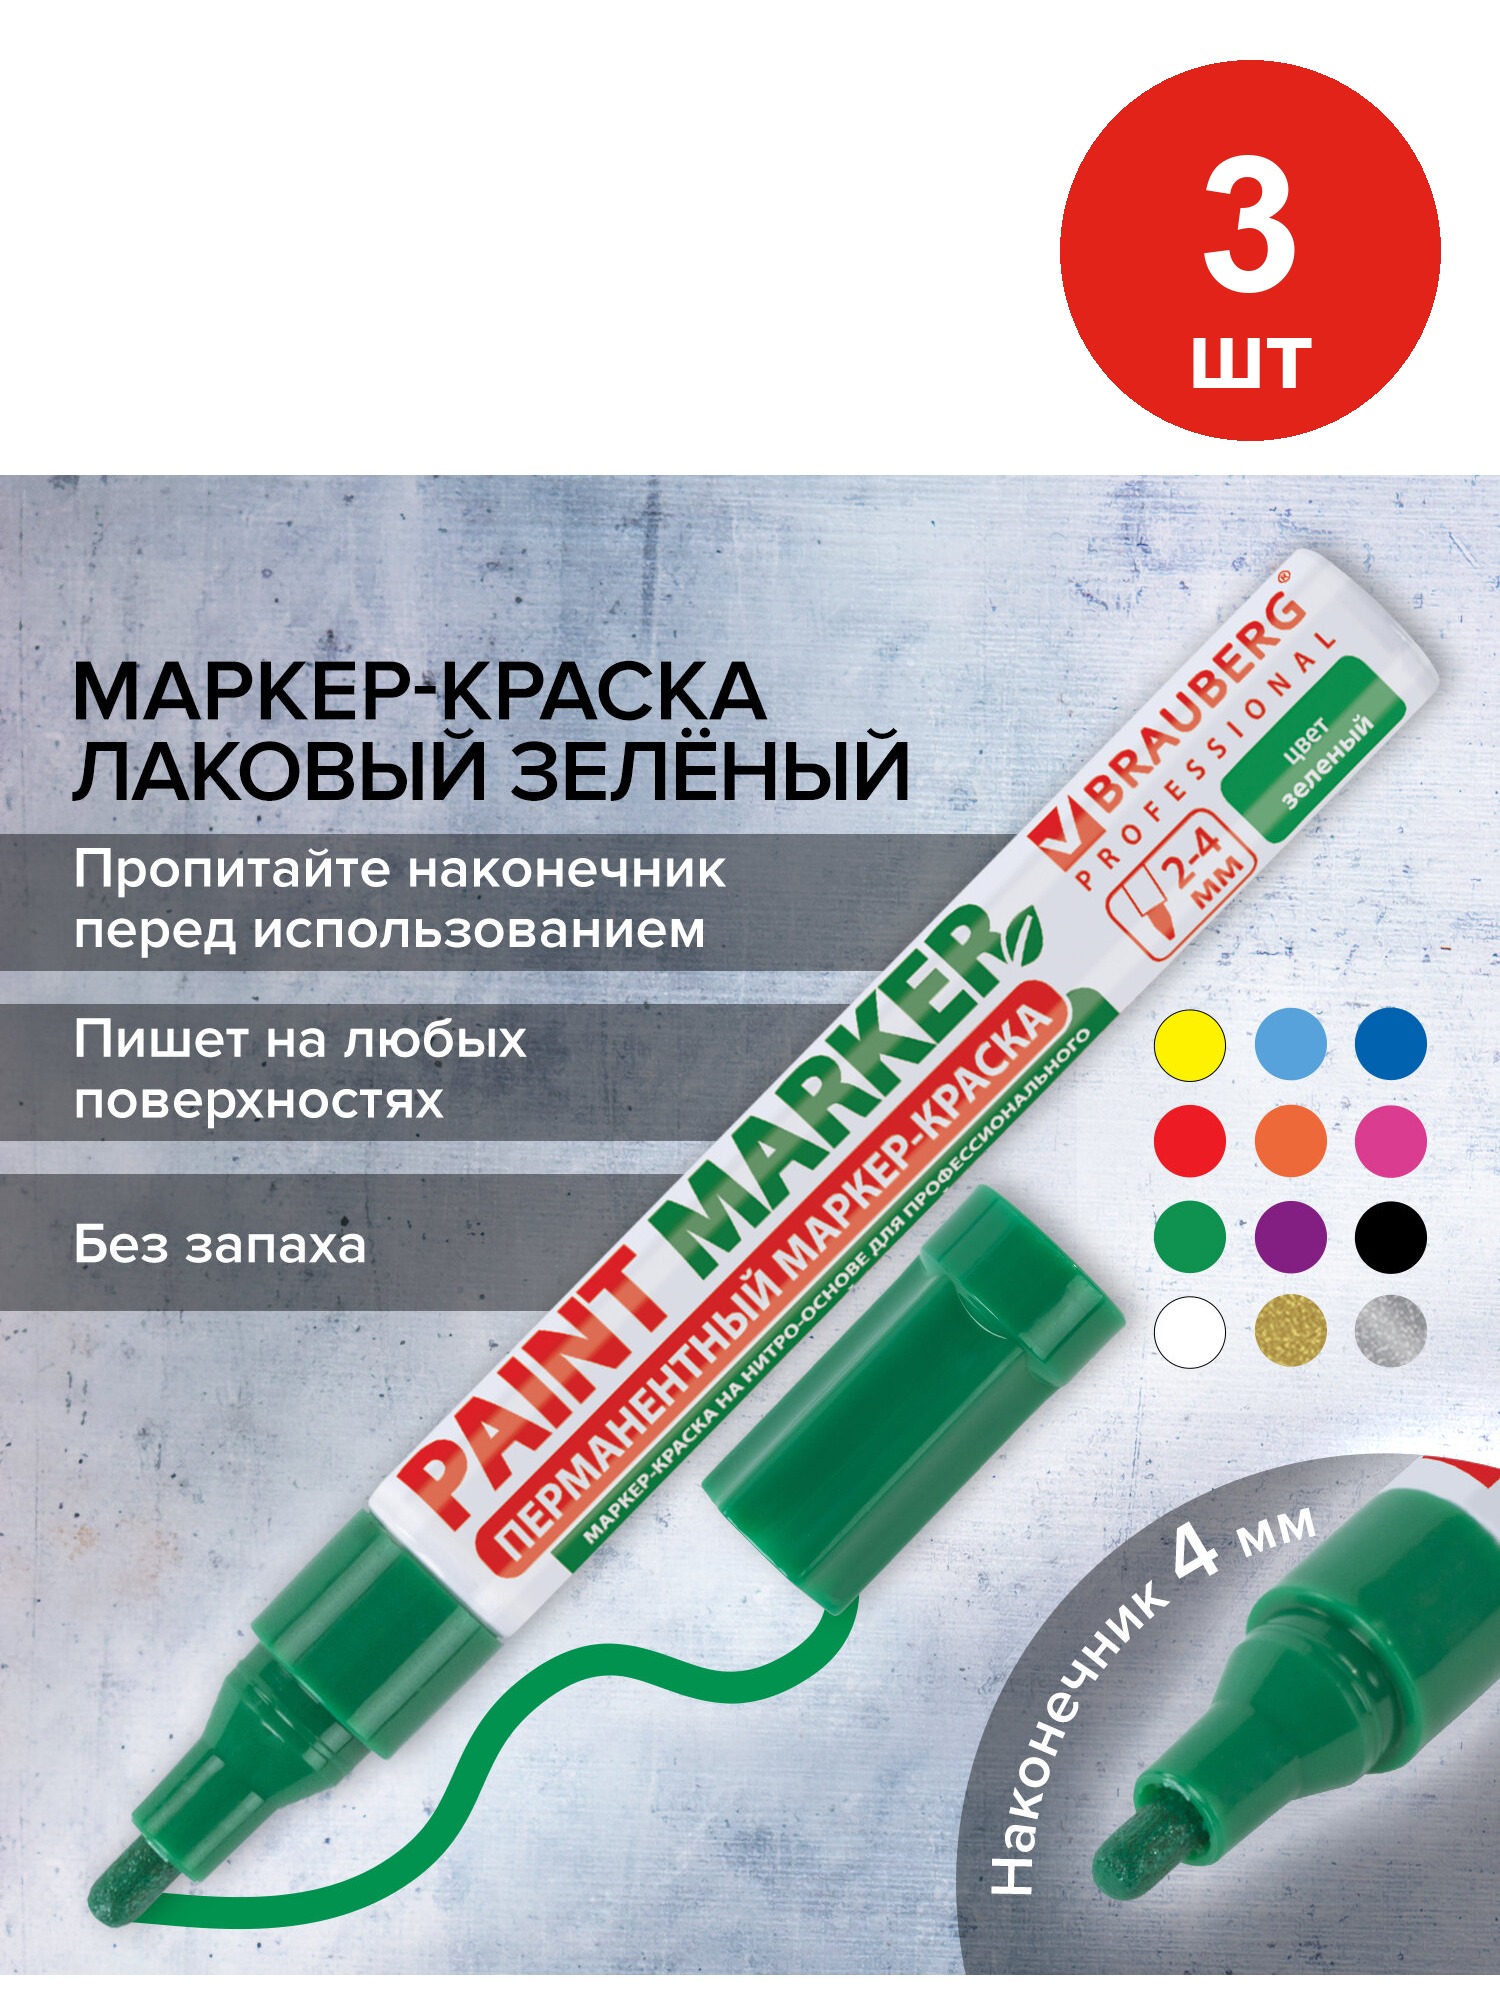 3
шт
МАРКЕР-КРАСКА
ЛАКОВЫЙ ЗЕЛЁНЫЙ
Пропитайте наконечник
перед использованием
Пишет на любых
поверхностях
Без запаха
BRAUBERG®
PROFESSIONAL
цвет
зеленый
2-4
мм
PAINT MARKER
ПЕРМАНЕНТНЫЙ МАРКЕР-КРАСКА
МАРКЕР-КРАСКА НА НИТРО-ОСНОВЕ ДЛЯ ПРОФЕССИОНАЛЬНОГО
Наконечник 4 мм